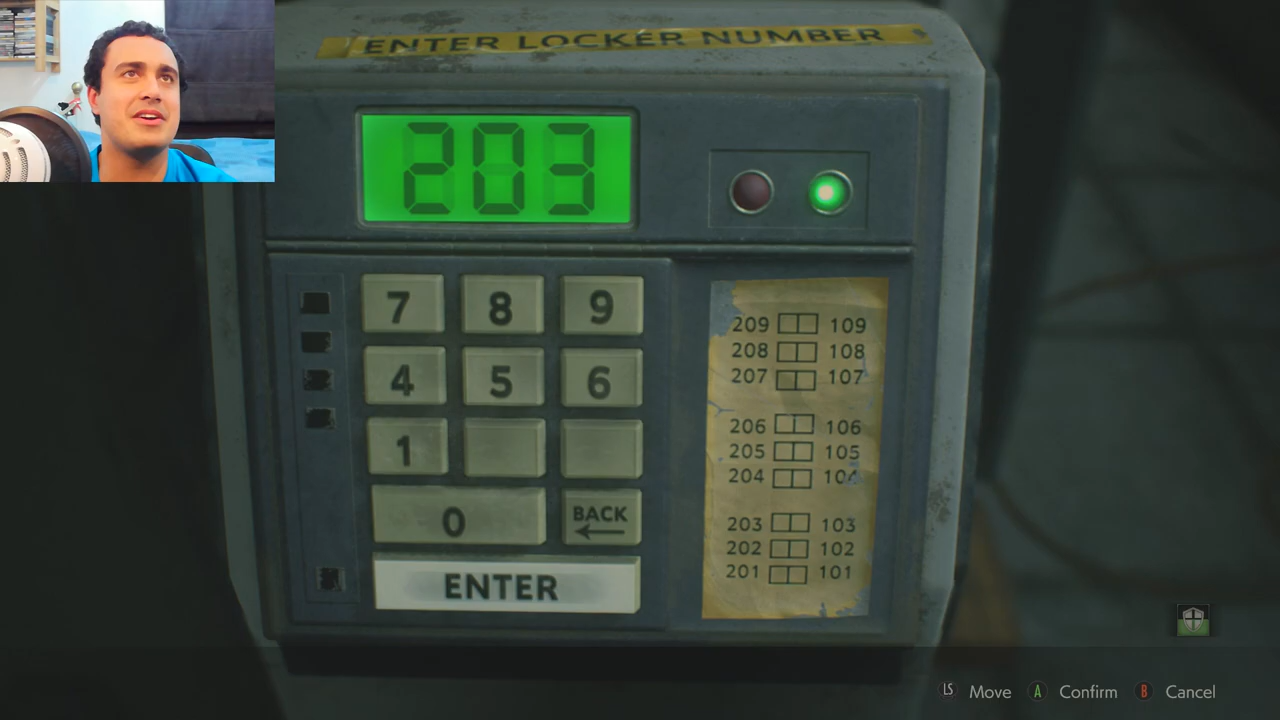 ENTER LOCKER NUMBER
203
7 8 9
4 5 6
1
0 BACK
ENTER
209 109
208 108
207 107
206 106
205 105
204 104
203 103
202 102
201 101
LS Move A Confirm B Cancel